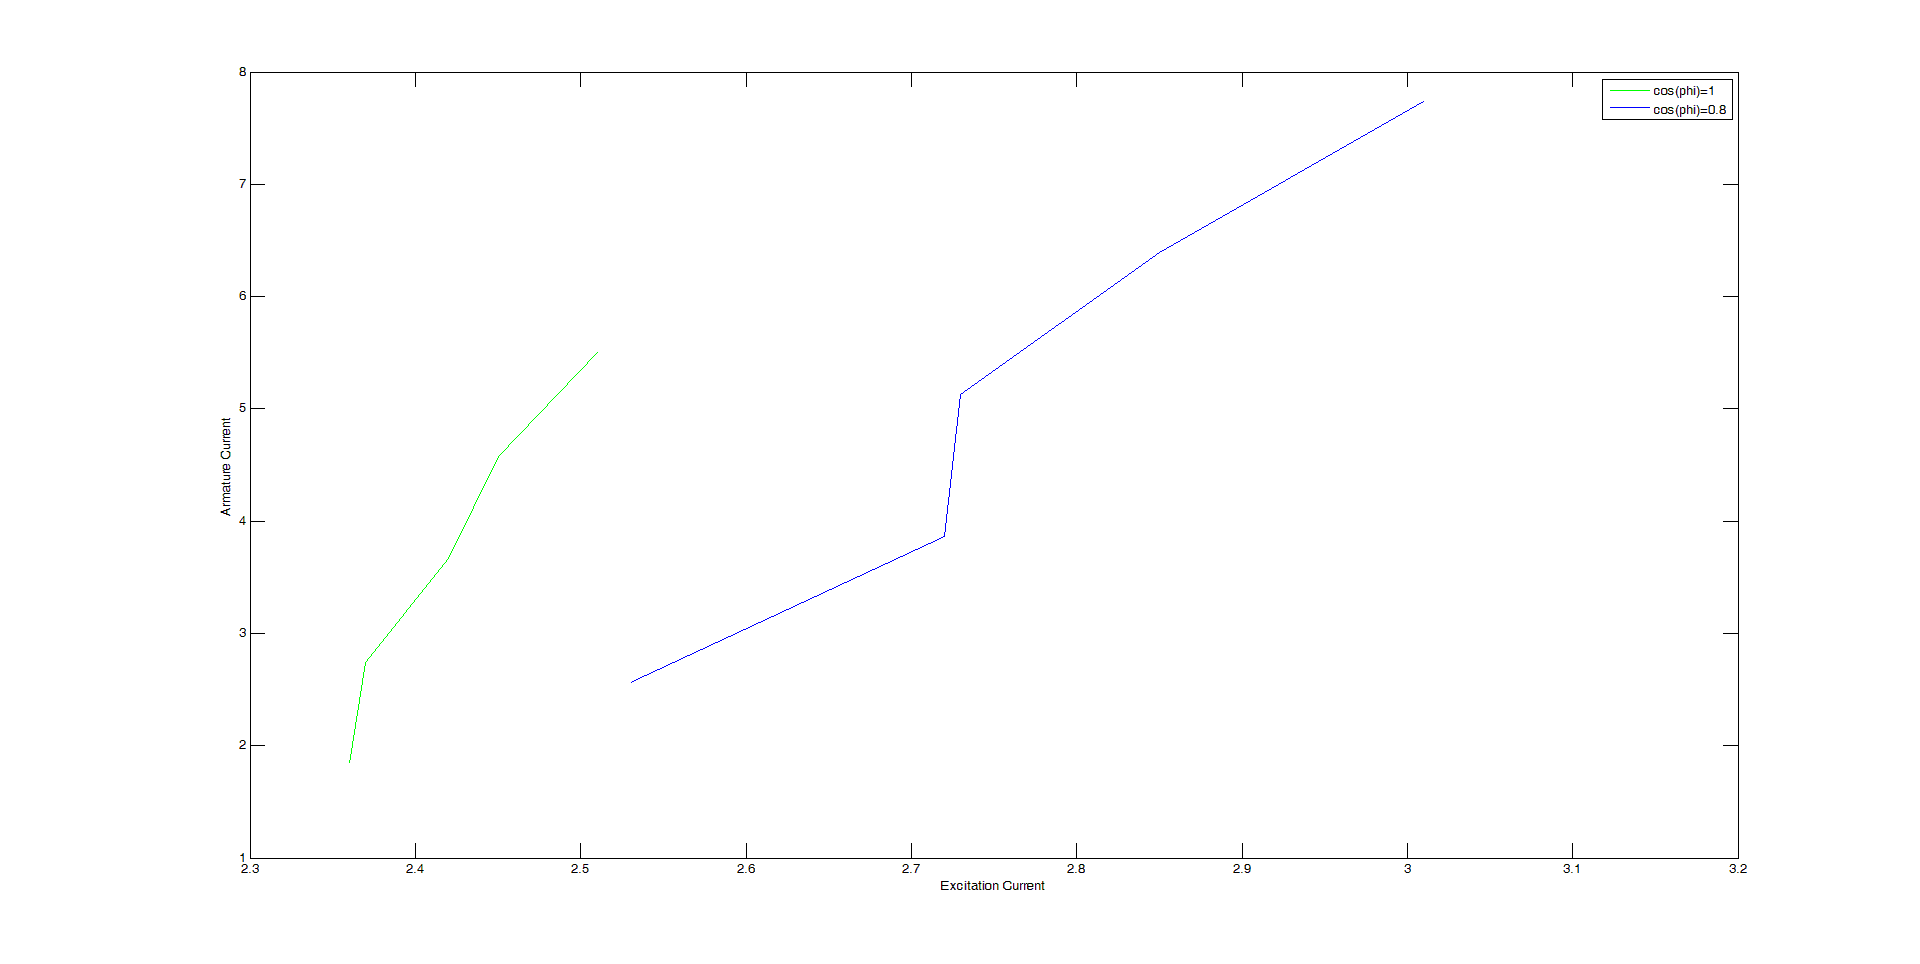 8
7
6
5
4
3
2
1
Armature Current
2.3 2.4 2.5 2.6 2.7 2.8 2.9 3 3.1 3.2
Excitation Current
cos(phi)=1
cos(phi)=0.8